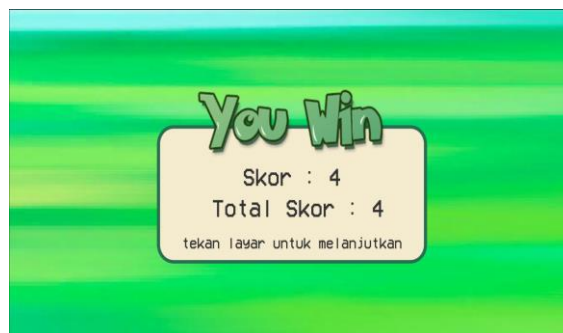 You Win
Skor : 4
Total Skor : 4
tekan layar untuk melanjutkan